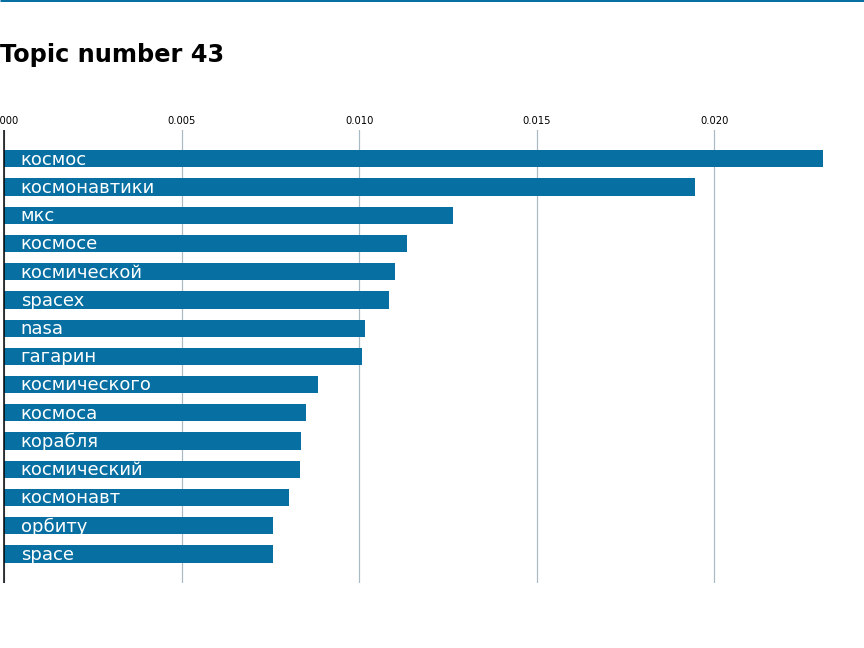 Topic number 43
000 0.005 0.010 0.015 0.020
космос
космонавтики
мкс
космосе
космической
spacex
nasa
гагарин
космического
космоса
корабля
космический
космонавт
орбиту
space